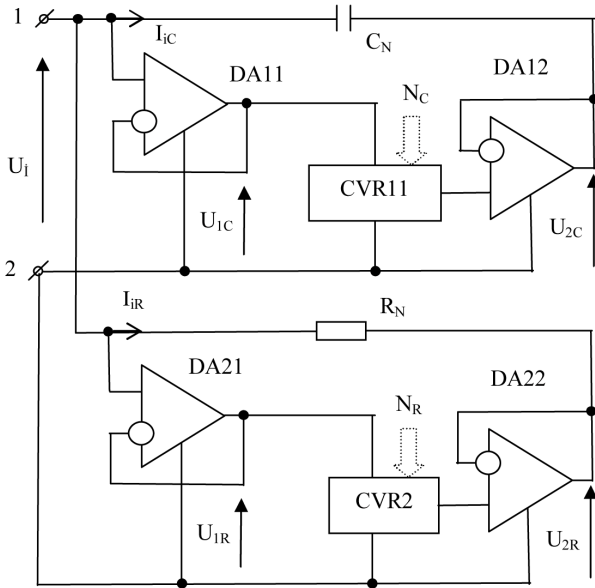 1
I_iC
C_N
DA11
DA12
N_C
U_İ
CVR11
U_1C
U_2C
2
I_iR
R_N
DA21
DA22
N_R
CVR2
U_1R
U_2R